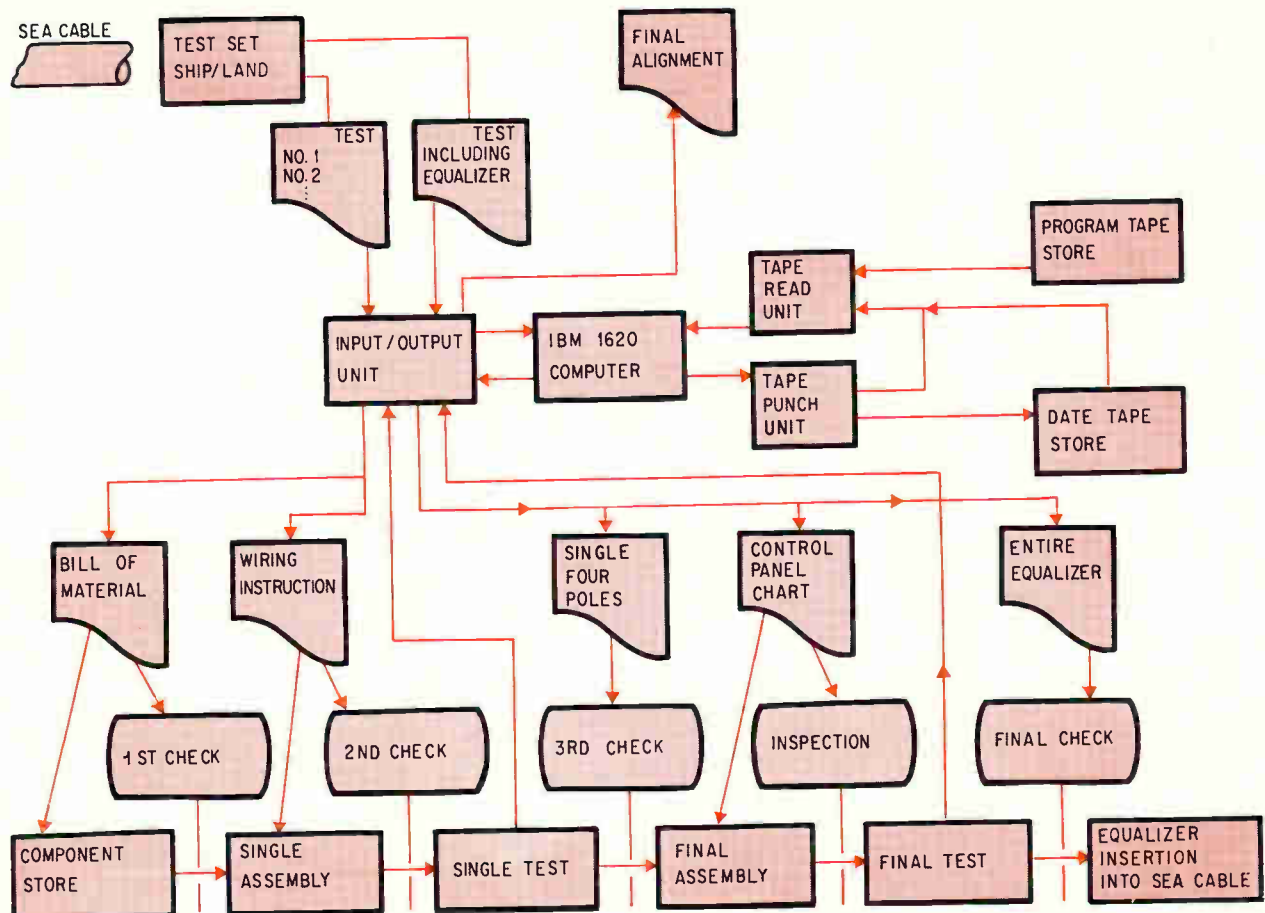 SEA CABLE
TEST SET
SHIP/LAND
FINAL
ALIGNMENT
TEST
NO. 1
NO. 2
TEST
INCLUDING
EQUALIZER
PROGRAM TAPE
STORE
TAPE
READ
UNIT
INPUT/OUTPUT
UNIT
IBM 1620
COMPUTER
TAPE
PUNCH
UNIT
DATE TAPE
STORE
BILL OF
MATERIAL
WIRING
INSTRUCTION
SINGLE
FOUR
POLES
CONTROL
PANEL
CHART
ENTIRE
EQUALIZER
1ST CHECK
2ND CHECK
3RD CHECK
INSPECTION
FINAL CHECK
COMPONENT
STORE
SINGLE
ASSEMBLY
SINGLE TEST
FINAL
ASSEMBLY
FINAL TEST
EQUALIZER
INSERTION
INTO SEA CABLE